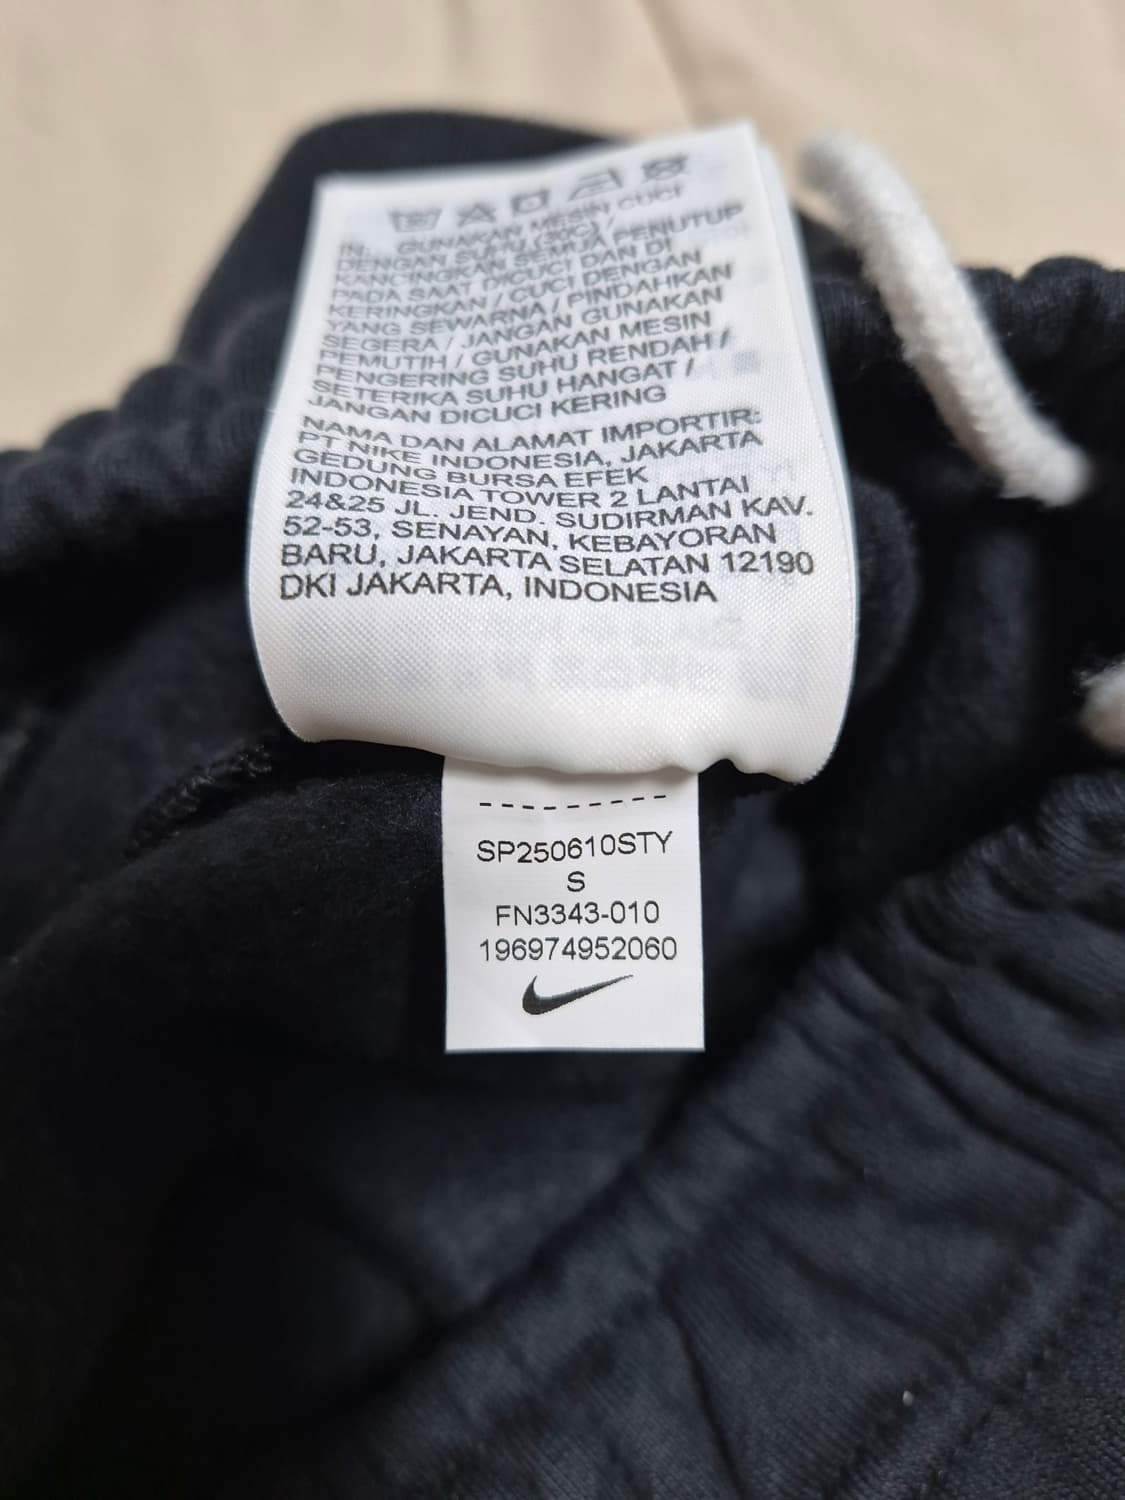 IN... GUNAKAN MESIN CUCI
DENGAN SUHU (30C) /
KANCINGKAN SEMUA PENUTUP
PADA SAAT DICUCI DAN DI
KERINGKAN / CUCI DENGAN
YANG SEWARNA / PINDAHKAN
SEGERA / JANGAN GUNAKAN
PEMUTIH / GUNAKAN MESIN
PENGERING SUHU RENDAH /
SETERIKA SUHU HANGAT /
JANGAN DICUCI KERING
NAMA DAN ALAMAT IMPORTIR:
PT NIKE INDONESIA, JAKARTA
GEDUNG BURSA EFEK
INDONESIA TOWER 2 LANTAI
24&25 JL. JEND. SUDIRMAN KAV.
52-53, SENAYAN, KEBAYORAN
BARU, JAKARTA SELATAN 12190
DKI JAKARTA, INDONESIA
SP250610STY
S
FN3343-010
196974952060